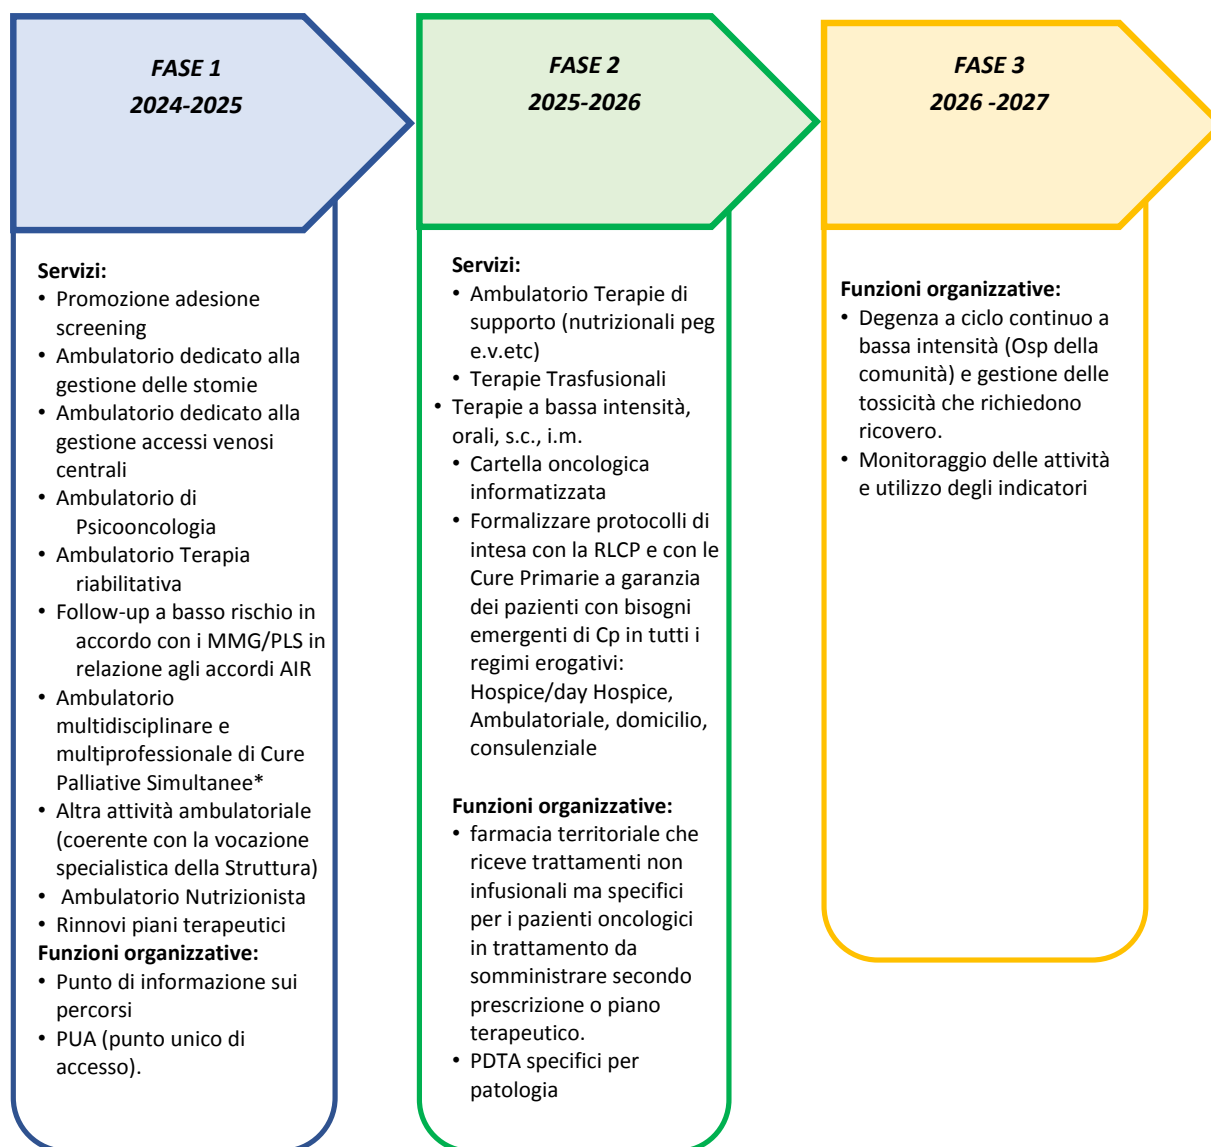 FASE 1
2024-2025
Servizi:
• Promozione adesione
screening
• Ambulatorio dedicato alla
gestione delle stomie
• Ambulatorio dedicato alla
gestione accessi venosi
centrali
• Ambulatorio di
Psicooncologia
• Ambulatorio Terapia
riabilitativa
• Follow-up a basso rischio in
accordo con i MMG/PLS in
relazione agli accordi AIR
• Ambulatorio
multidisciplinare e
multiprofessionale di Cure
Palliative Simultanee*
• Altra attività ambulatoriale
(coerente con la vocazione
specialistica della Struttura)
• Ambulatorio Nutrizionista
• Rinnovi piani terapeutici
Funzioni organizzative:
• Punto di informazione sui
percorsi
• PUA (punto unico di
accesso).
FASE 2
2025-2026
Servizi:
• Ambulatorio Terapie di
supporto (nutrizionali peg
e.v.etc)
• Terapie Trasfusionali
• Terapie a bassa intensità,
orali, s.c., i.m.
• Cartella oncologica
informatizzata
• Formalizzare protocolli di
intesa con la RLCP e con le
Cure Primarie a garanzia
dei pazienti con bisogni
emergenti di Cp in tutti i
regimi erogativi:
Hospice/day Hospice,
Ambulatoriale, domicilio,
consulenziale
Funzioni organizzative:
• farmacia territoriale che
riceve trattamenti non
infusionali ma specifici
per i pazienti oncologici
in trattamento da
somministrare secondo
prescrizione o piano
terapeutico.
• PDTA specifici per
patologia
FASE 3
2026 -2027
Funzioni organizzative:
• Degenza a ciclo continuo a
bassa intensità (Osp della
comunità) e gestione delle
tossicità che richiedono
ricovero.
• Monitoraggio delle attività
e utilizzo degli indicatori